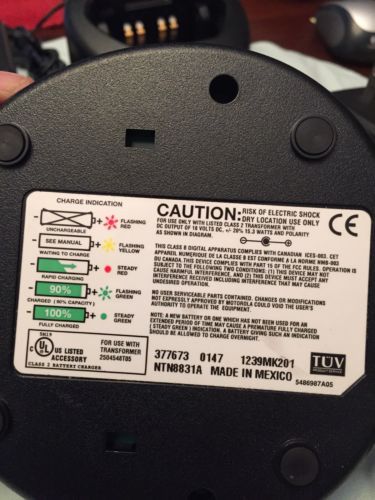 CHARGE INDICATION
- +
FLASHING
RED
UNCHARGEABLE
- SEE MANUAL +
FLASHING
YELLOW
WAITING TO CHARGE
- +
STEADY
RED
RAPID CHARGING
- 90% +
FLASHING
GREEN
CHARGED (90% CAPACITY)
- 100% +
STEADY
GREEN
FULLY CHARGED
CAUTION: RISK OF ELECTRIC SHOCK
DRY LOCATION USE ONLY
FOR USE ONLY WITH LISTED CLASS 2 TRANSFORMER WITH
DC OUTPUT OF 16 VOLTS DC, +/- 20% 15.3 WATTS AND POLARITY
AS SHOWN IN DIAGRAM.
CE
THIS CLASS B DIGITAL APPARATUS COMPLIES WITH CANADIAN ICES-003. CET
APPAREIL NUMERIQUE DE LA CLASSE B EST CONFORME A LA NORME NMB-003
DU CANADA. THIS DEVICE COMPLIES WITH PART 15 OF THE FCC RULES. OPERATION IS
SUBJECT TO THE FOLLOWING TWO CONDITIONS: (1) THIS DEVICE MAY NOT
CAUSE HARMFUL INTERFERENCE, AND (2) THIS DEVICE MUST ACCEPT ANY
INTERFERENCE RECEIVED INCLUDING INTERFERENCE THAT MAY CAUSE
UNDESIRED OPERATION.
NO USER SERVICEABLE PARTS CONTAINED. CHANGES OR MODIFICATIONS
NOT EXPRESSLY APPROVED BY MOTOROLA COULD VOID THE USER'S
AUTHORITY TO OPERATE THE EQUIPMENT.
NOTE: A NEW BATTERY OR ONE WHICH HAS NOT BEEN USED FOR AN
EXTENDED PERIOD OF TIME MAY CAUSE A PREMATURE FULLY CHARGED
( STEADY GREEN ) INDICATION. A BATTERY GIVING SUCH AN INDICATION
SHOULD BE ALLOWED TO CHARGE OVERNIGHT.
UL
US LISTED
ACCESSORY
CLASS 2 BATTERY CHARGER
FOR USE WITH
TRANSFORMER
2504548T05
377673 0147 1239MK201
NTN8831A MADE IN MEXICO
TÜV
PRODUCT SERVICE
5486987A05